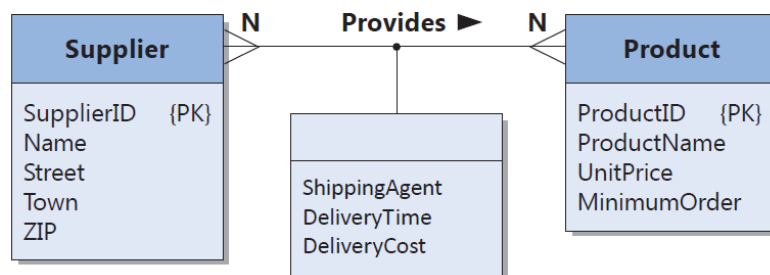 N Provides ► N
Supplier
Product
SupplierID {PK}
Name
Street
Town
ZIP
ShippingAgent
DeliveryTime
DeliveryCost
ProductID {PK}
ProductName
UnitPrice
MinimumOrder